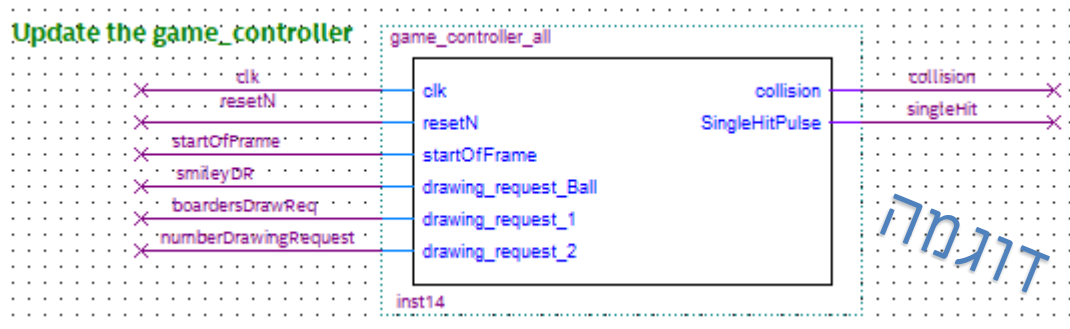 Update the game_controller
game_controller_all
clk
clk
collision
collision
resetN
resetN
SingleHitPulse
singleHit
startOfPrame
startOfFrame
smileyDR
drawing_request_Ball
boardersDrawReq
drawing_request_1
numberDrawingRequest
drawing_request_2
inst14
דוגמה